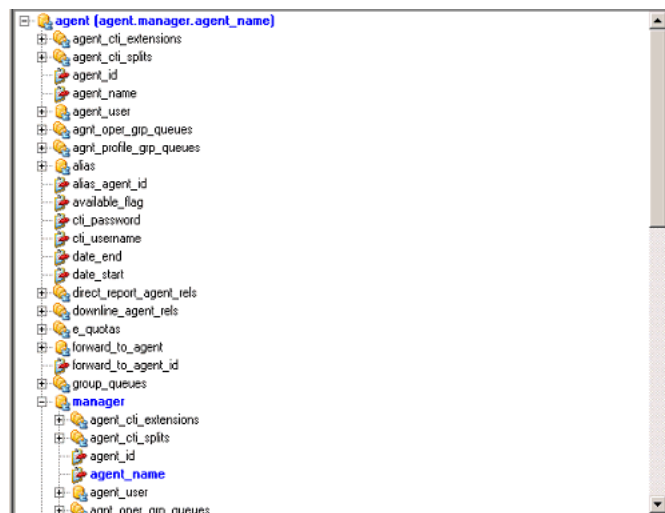 agent (agent.manager.agent_name)
agent_cti_extensions
agent_cti_splits
agent_id
agent_name
agent_user
agnt_oper_grp_queues
agnt_profile_grp_queues
alias
alias_agent_id
available_flag
cti_password
cti_username
date_end
date_start
direct_report_agent_rels
downline_agent_rels
e_quotas
forward_to_agent
forward_to_agent_id
group_queues
manager
agent_cti_extensions
agent_cti_splits
agent_id
agent_name
agent_user
agnt_oper_grp_queues